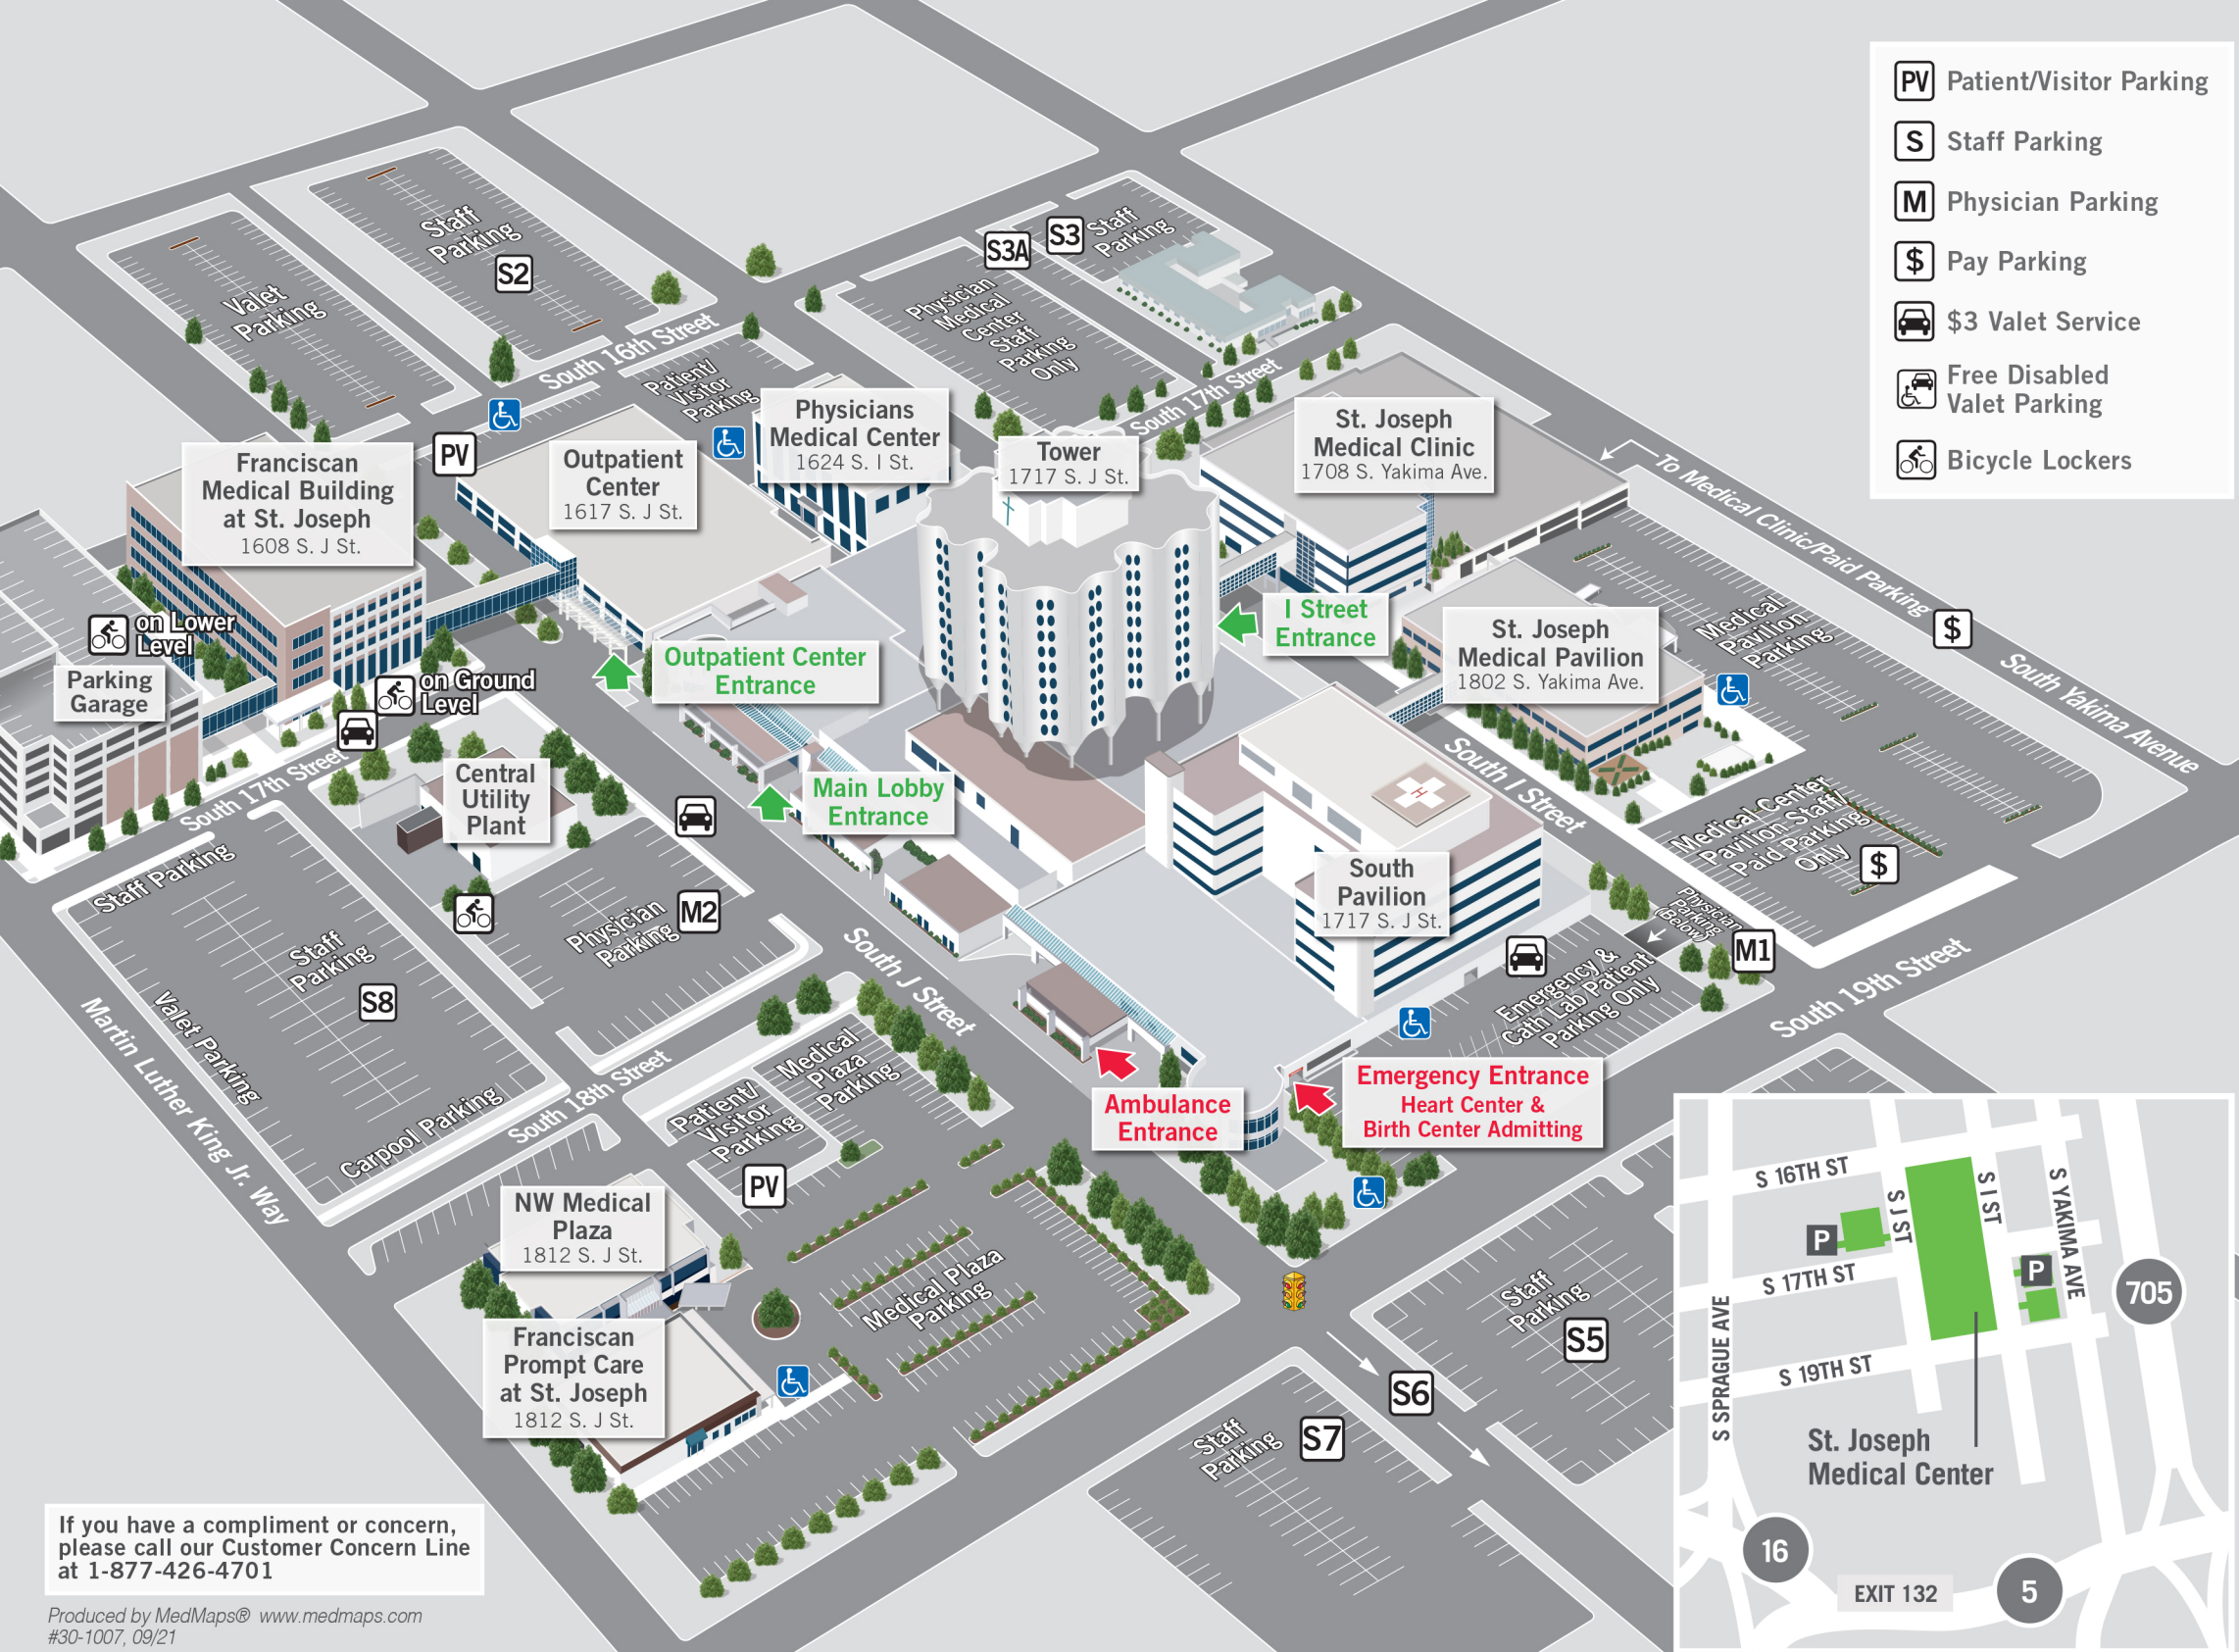 PV Patient/Visitor Parking
S Staff Parking
M Physician Parking
$ Pay Parking
$3 Valet Service
Free Disabled
Valet Parking
Bicycle Lockers
Staff
Parking
S2
Valet
Parking
South 16th Street
Patient/
Visitor
Parking
PV
S3A
S3
Staff
Parking
Physician
Medical
Center
Staff
Parking
Only
South 17th Street
Franciscan
Medical Building
at St. Joseph
1608 S. J St.
Outpatient
Center
1617 S. J St.
Physicians
Medical Center
1624 S. I St.
Tower
1717 S. J St.
St. Joseph
Medical Clinic
1708 S. Yakima Ave.
To Medical Clinic/Paid Parking
$
South Yakima Avenue
on Lower
Level
Parking
Garage
on Ground
Level
Outpatient Center
Entrance
I Street
Entrance
St. Joseph
Medical Pavilion
1802 S. Yakima Ave.
Medical
Pavilion
Parking
South 17th Street
Central
Utility
Plant
Main Lobby
Entrance
South I Street
Medical Center
Pavilion Staff/
Paid Parking
Only
$
South
Pavilion
1717 S. J St.
Physician
Parking
(Below)
M1
Staff Parking
Staff
Parking
S8
Valet Parking
Carpool Parking
Physician
Parking
M2
South J Street
Emergency &
Cath Lab Patient
Parking Only
South 19th Street
Martin Luther King Jr. Way
South 18th Street
Medical
Plaza
Parking
Patient/
Visitor
Parking
PV
Ambulance
Entrance
Emergency Entrance
Heart Center &
Birth Center Admitting
NW Medical
Plaza
1812 S. J St.
Medical Plaza
Parking
Franciscan
Prompt Care
at St. Joseph
1812 S. J St.
Staff
Parking
S5
S6
Staff
Parking
S7
S 16TH ST
S J ST
S I ST
S YAKIMA AVE
P
P
S 17TH ST
705
S SPRAGUE AVE
S 19TH ST
St. Joseph
Medical Center
16
EXIT 132
5
If you have a compliment or concern,
please call our Customer Concern Line
at 1-877-426-4701
Produced by MedMaps® www.medmaps.com
#30-1007, 09/21